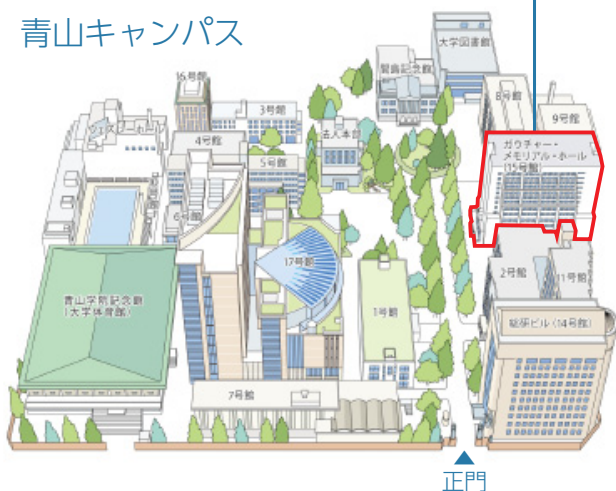 青山キャンパス
大学図書館
間島記念館
16号館
3号館
8号館
9号館
法人本部
4号館
ガウチャー・
メモリアル・ホール
(15号館)
5号館
6号館
17号館
2号館
11号館
青山学院記念館
(大学体育館)
1号館
総研ビル(14号館)
7号館
正門